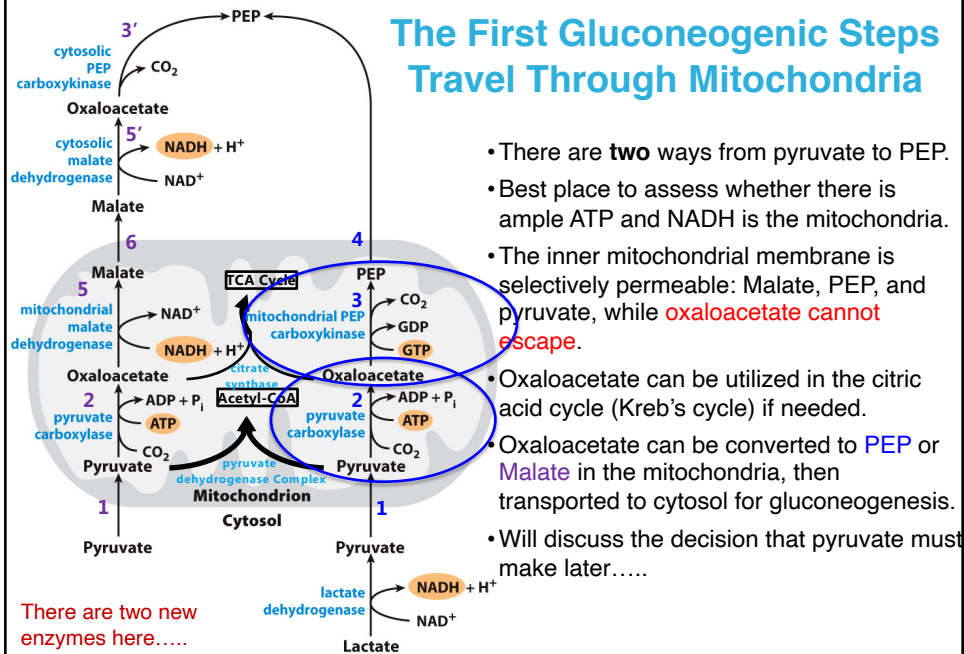 The First Gluconeogenic Steps
Travel Through Mitochondria
3′
PEP
cytosolic
PEP
carboxykinase
CO2
Oxaloacetate
5′
cytosolic
malate
dehydrogenase
NADH + H+
NAD+
Malate
6
4
Malate
TCA Cycle
PEP
5
3
mitochondrial
malate
dehydrogenase
NAD+
NADH + H+
mitochondrial PEP
carboxykinase
CO2
GDP
GTP
Oxaloacetate
citrate
synthase
Oxaloacetate
2
pyruvate
carboxylase
ADP + Pi
ATP
CO2
Acetyl-CoA
2
pyruvate
carboxylase
ADP + Pi
ATP
CO2
Pyruvate
pyruvate
dehydrogenase Complex
Pyruvate
Mitochondrion
1
Cytosol
1
Pyruvate
Pyruvate
lactate
dehydrogenase
NADH + H+
NAD+
Lactate
There are two new
enzymes here…..
•There are two ways from pyruvate to PEP.
•Best place to assess whether there is
ample ATP and NADH is the mitochondria.
•The inner mitochondrial membrane is
selectively permeable: Malate, PEP, and
pyruvate, while oxaloacetate cannot
escape.
•Oxaloacetate can be utilized in the citric
acid cycle (Kreb's cycle) if needed.
•Oxaloacetate can be converted to PEP or
Malate in the mitochondria, then
transported to cytosol for gluconeogenesis.
•Will discuss the decision that pyruvate must
make later…..